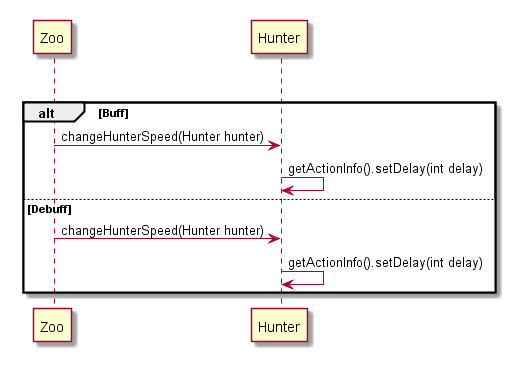 Zoo
Hunter
alt [Buff]
changeHunterSpeed(Hunter hunter)
getActionInfo().setDelay(int delay)
[Debuff]
changeHunterSpeed(Hunter hunter)
getActionInfo().setDelay(int delay)
Zoo
Hunter